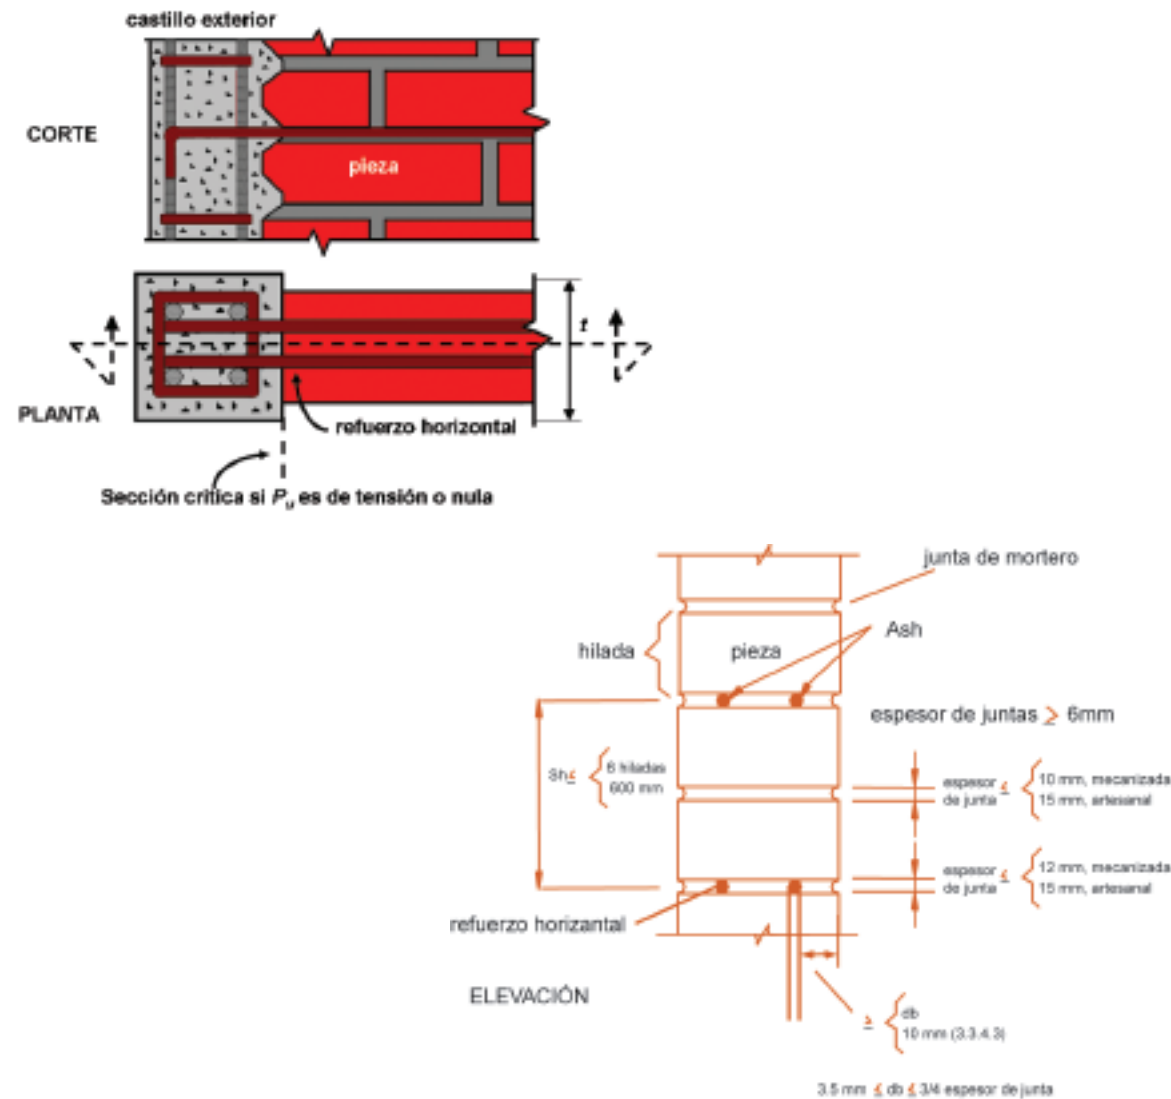 castillo exterior
CORTE
pieza
t
PLANTA
refuerzo horizontal
Sección crítica si Pu es de tensión o nula
junta de mortero
Ash
hilada
pieza
espesor de juntas ≥ 6mm
Sh≤
6 hiladas
600 mm
espesor
de junta
≤
10 mm, mecanizada
15 mm, artesanal
espesor
de junta
≤
12 mm, mecanizada
15 mm, artesanal
refuerzo horizantal
ELEVACIÓN
≥
db
10 mm (3.3.4.3)
3.5 mm ≤ db ≤ 3/4 espesor de junta